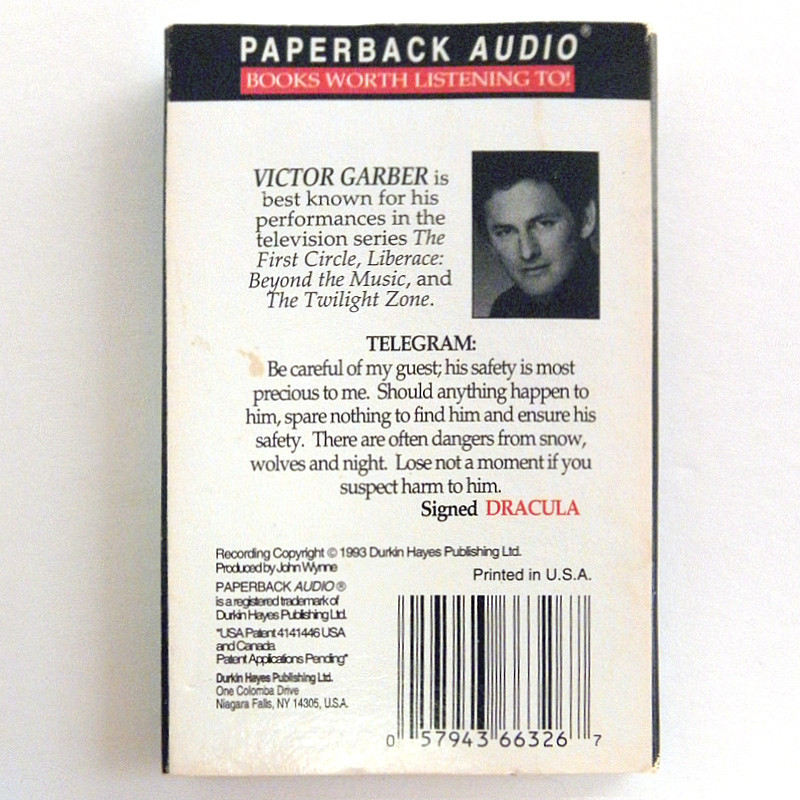 PAPERBACK AUDIO®
BOOKS WORTH LISTENING TO!
VICTOR GARBER is
best known for his
performances in the
television series The
First Circle, Liberace:
Beyond the Music, and
The Twilight Zone.
TELEGRAM:
Be careful of my guest; his safety is most
precious to me. Should anything happen to
him, spare nothing to find him and ensure his
safety. There are often dangers from snow,
wolves and night. Lose not a moment if you
suspect harm to him.
Signed DRACULA
Recording Copyright © 1993 Durkin Hayes Publishing Ltd.
Produced by John Wynne
Printed in U.S.A.
PAPERBACK AUDIO ®
is a registered trademark of
Durkin Hayes Publishing Ltd.
*USA Patent 4141446 USA
and Canada
Patent Applications Pending*
Durkin Hayes Publishing Ltd.
One Colomba Drive
Niagara Falls, NY 14305, U.S.A.
0 57943 66326 7